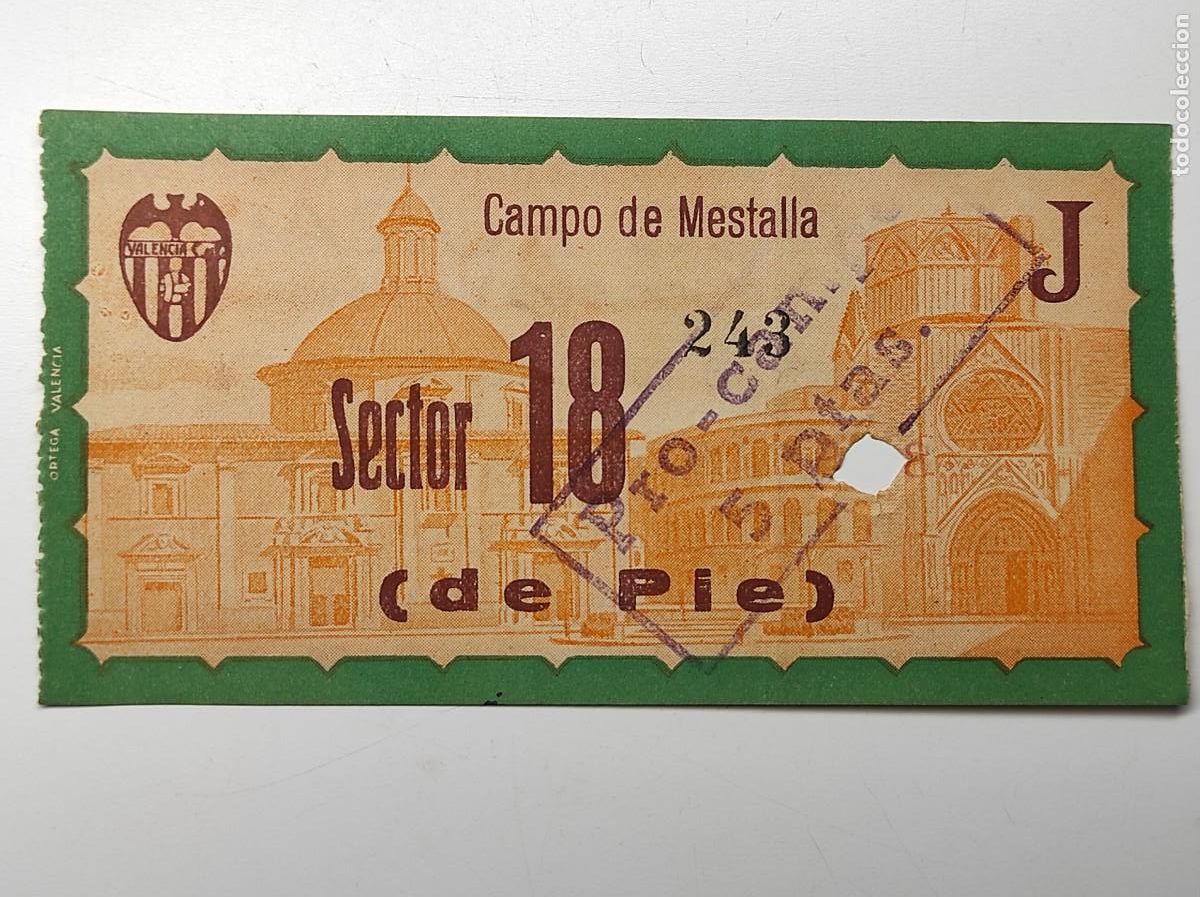 Campo de Mestalla
J
VALENCIA C.F.
243
Sector 18
(de Pie)
Pro-cam
5 Ptas.
ORTEGA VALENCIA
todocoleccion